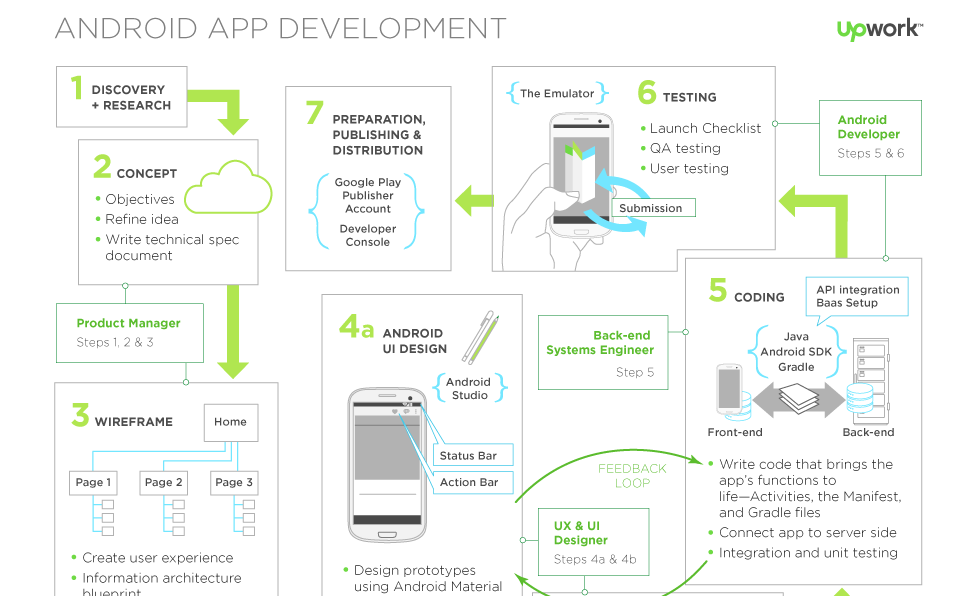 ANDROID APP DEVELOPMENT
Upwork™
1 DISCOVERY
+ RESEARCH
2 CONCEPT
• Objectives
• Refine idea
• Write technical spec
document
Product Manager
Steps 1, 2 & 3
3 WIREFRAME
Home
Page 1
Page 2
Page 3
• Create user experience
• Information architecture
blueprint
7 PREPARATION,
PUBLISHING &
DISTRIBUTION
Google Play
Publisher
Account
Developer
Console
4a ANDROID
UI DESIGN
Android
Studio
Status Bar
Action Bar
• Design prototypes
using Android Material
The Emulator
6 TESTING
• Launch Checklist
• QA testing
• User testing
Submission
Android
Developer
Steps 5 & 6
Back-end
Systems Engineer
Step 5
FEEDBACK
LOOP
UX & UI
Designer
Steps 4a & 4b
5 CODING
API integration
Baas Setup
Java
Android SDK
Gradle
Front-end
Back-end
• Write code that brings the
app's functions to
life—Activities, the Manifest,
and Gradle files
• Connect app to server side
• Integration and unit testing